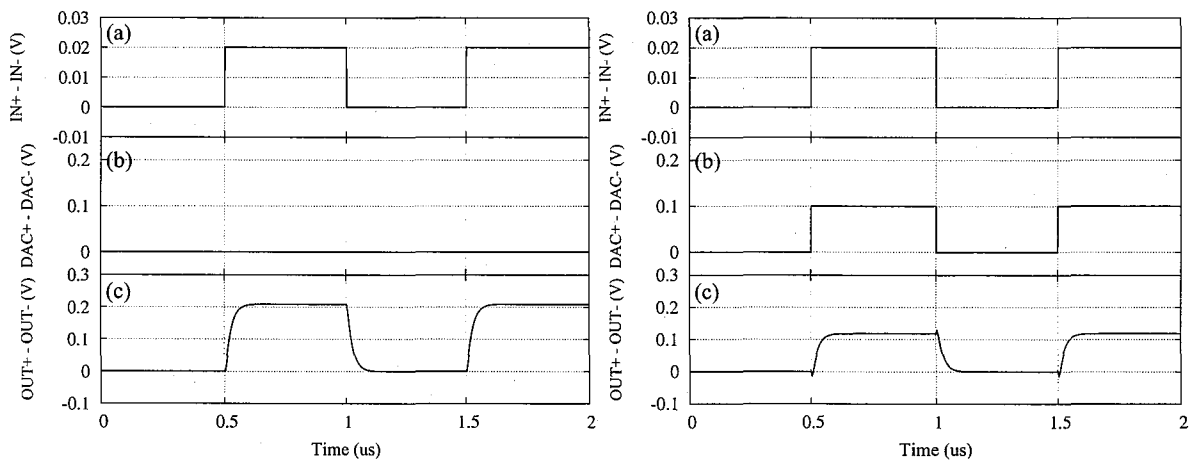 0.03
(a)
0.02
0.01
0
-0.01
IN+ - IN- (V)
(b)
0.2
0.1
0
DAC+ - DAC- (V)
0.3
(c)
0.2
0.1
0
-0.1
OUT+ - OUT- (V)
0 0.5 1 1.5 2
Time (us)
0.03
(a)
0.02
0.01
0
-0.01
IN+ - IN- (V)
(b)
0.2
0.1
0
DAC+ - DAC- (V)
0.3
(c)
0.2
0.1
0
-0.1
OUT+ - OUT- (V)
0 0.5 1 1.5 2
Time (us)